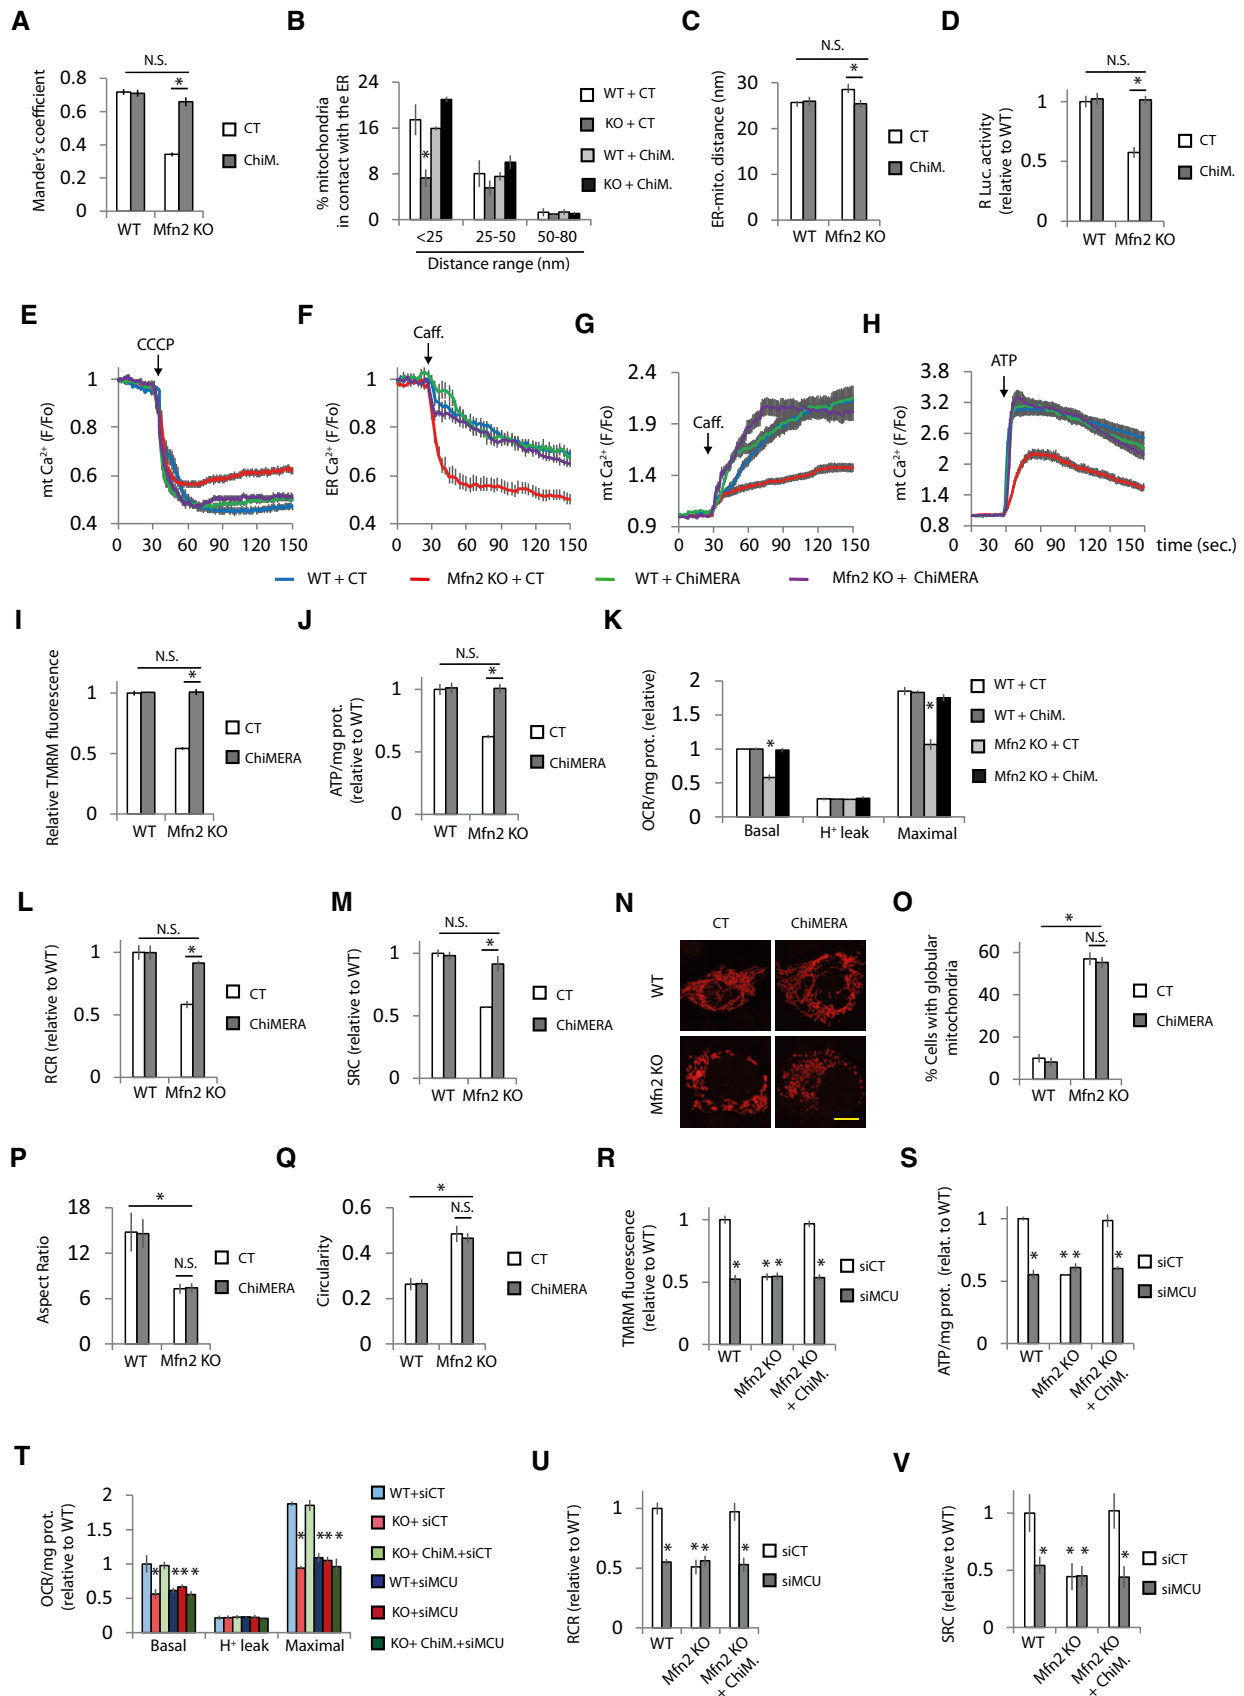 A
B
C
D
Mander's coefficient
0.8
0.6
0.4
0.2
0
N.S.
*
WT
Mfn2 KO
CT
ChiM.
% mitochondria
in contact with the ER
24
16
8
0
*
<25
25-50
50-80
Distance range (nm)
WT + CT
KO + CT
WT + ChiM.
KO + ChiM.
ER-mito. distance (nm)
30
20
10
0
N.S.
*
WT Mfn2 KO
CT
ChiM.
R Luc. activity
(relative to WT)
1
0.5
0
N.S.
*
WT
Mfn2 KO
CT
ChiM.
E
F
G
H
mt Ca²⁺ (F/Fo)
CCCP
1
0.8
0.6
0.4
0 30 60 90 120 150
ER Ca²⁺ (F/Fo)
Caff.
1
0.8
0.6
0.4
0 30 60 90 120 150
mt Ca²⁺ (F/Fo)
Caff.
2.4
1.9
1.4
0.9
0 30 60 90 120 150
mt Ca²⁺ (F/Fo)
ATP
3.8
3.2
2.6
2
1.4
0.8
0 30 60 90 120 150 time (sec.)
WT + CT
Mfn2 KO + CT
WT + ChiMERA
Mfn2 KO + ChiMERA
I
J
K
Relative TMRM fluorescence
1
0.5
0
N.S.
*
WT Mfn2 KO
CT
ChiMERA
ATP/mg prot.
(relative to WT)
1
0.5
0
N.S.
*
WT Mfn2 KO
CT
ChiMERA
OCR/mg prot. (relative)
2
1.5
1
0.5
0
*
*
Basal
H⁺ leak
Maximal
WT + CT
WT + ChiM.
Mfn2 KO + CT
Mfn2 KO + ChiM.
L
M
N
O
RCR (relative to WT)
1
0.5
0
N.S.
*
WT Mfn2 KO
CT
ChiMERA
SRC (relative to WT)
1
0.5
0
N.S.
*
WT Mfn2 KO
CT
ChiMERA
CT
ChiMERA
WT
Mfn2 KO
% Cells with globular
mitochondria
60
40
20
0
*
N.S.
WT Mfn2 KO
CT
ChiMERA
P
Q
R
S
Aspect Ratio
18
12
6
0
*
N.S.
WT Mfn2 KO
CT
ChiMERA
Circularity
0.6
0.4
0.2
0
*
N.S.
WT Mfn2 KO
CT
ChiMERA
TMRM fluorescence
(relative to WT)
1
0.5
0
*
* *
*
WT
Mfn2 KO
Mfn2 KO
+ ChiM.
siCT
siMCU
ATP/mg prot. (relat. to WT)
1
0.5
0
*
* *
*
WT
Mfn2 KO
Mfn2 KO
+ ChiM.
siCT
siMCU
T
U
V
OCR/mg prot.
(relative to WT)
2
1.5
1
0.5
0
*
***
*
***
Basal
H⁺ leak
Maximal
WT+siCT
KO+ siCT
KO+ ChiM.+siCT
WT+siMCU
KO+siMCU
KO+ ChiM.+siMCU
RCR (relative to WT)
1
0.5
0
*
* *
*
WT
Mfn2 KO
Mfn2 KO
+ ChiM.
siCT
siMCU
SRC (relative to WT)
1
0.5
0
*
* *
*
WT
Mfn2 KO
Mfn2 KO
+ ChiM.
siCT
siMCU